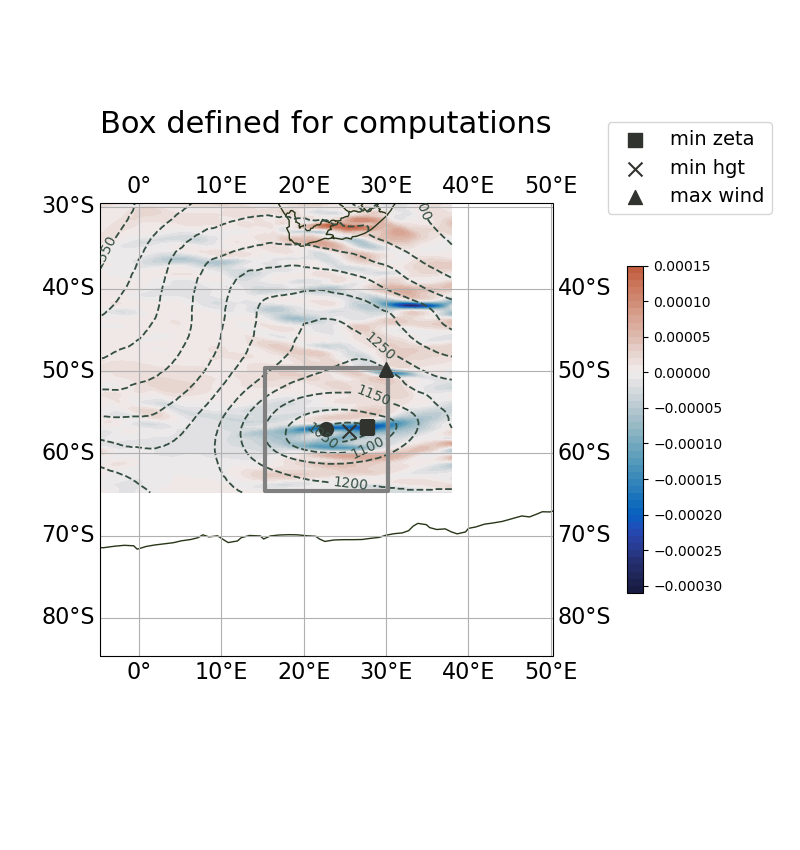 Box defined for computations
min zeta
min hgt
max wind
0° 10°E 20°E 30°E 40°E 50°E
30°S
40°S 40°S
50°S 50°S
60°S 60°S
70°S 70°S
80°S 80°S
0° 10°E 20°E 30°E 40°E 50°E
1250
1150
1100
1200
0.00015
0.00010
0.00005
0.00000
−0.00005
−0.00010
−0.00015
−0.00020
−0.00025
−0.00030